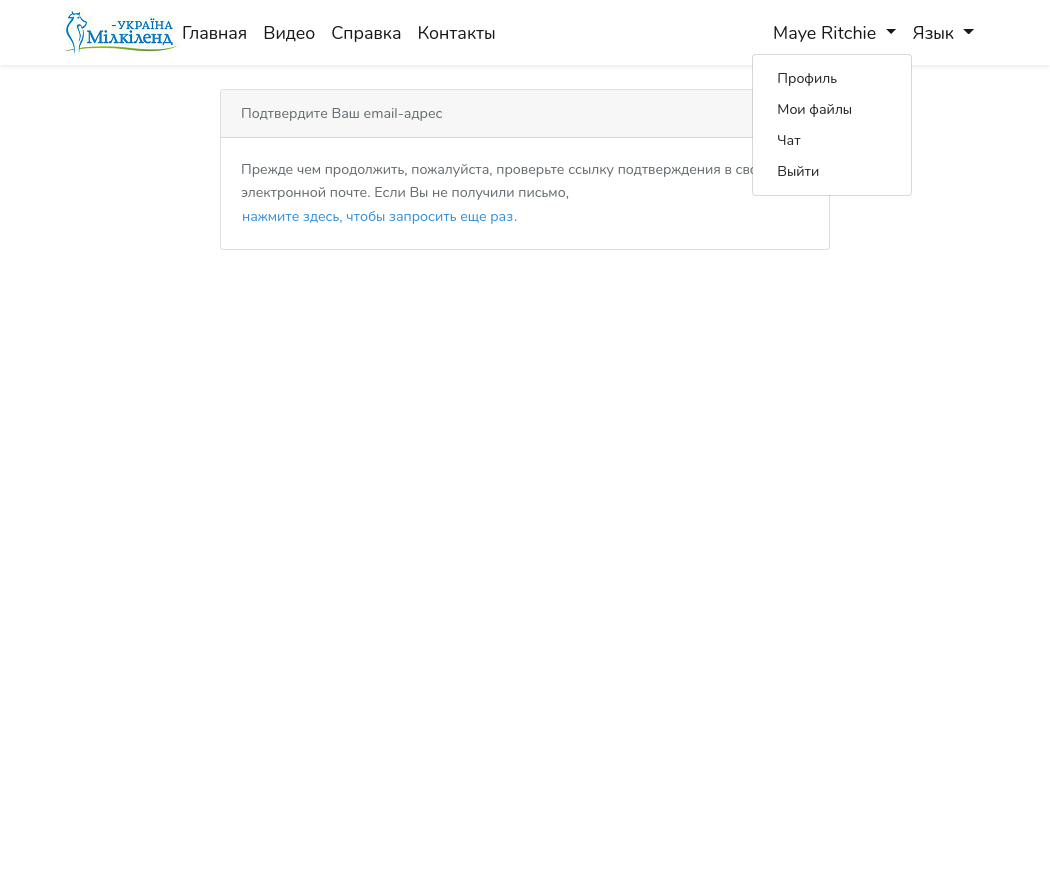 -УКРАЇНА
Мілкіленд
Главная Видео Справка Контакты
Maye Ritchie Язык
Профиль
Мои файлы
Чат
Выйти
Подтвердите Ваш email-адрес
Прежде чем продолжить, пожалуйста, проверьте ссылку подтверждения в
электронной почте. Если Вы не получили письмо,
нажмите здесь, чтобы запросить еще раз.